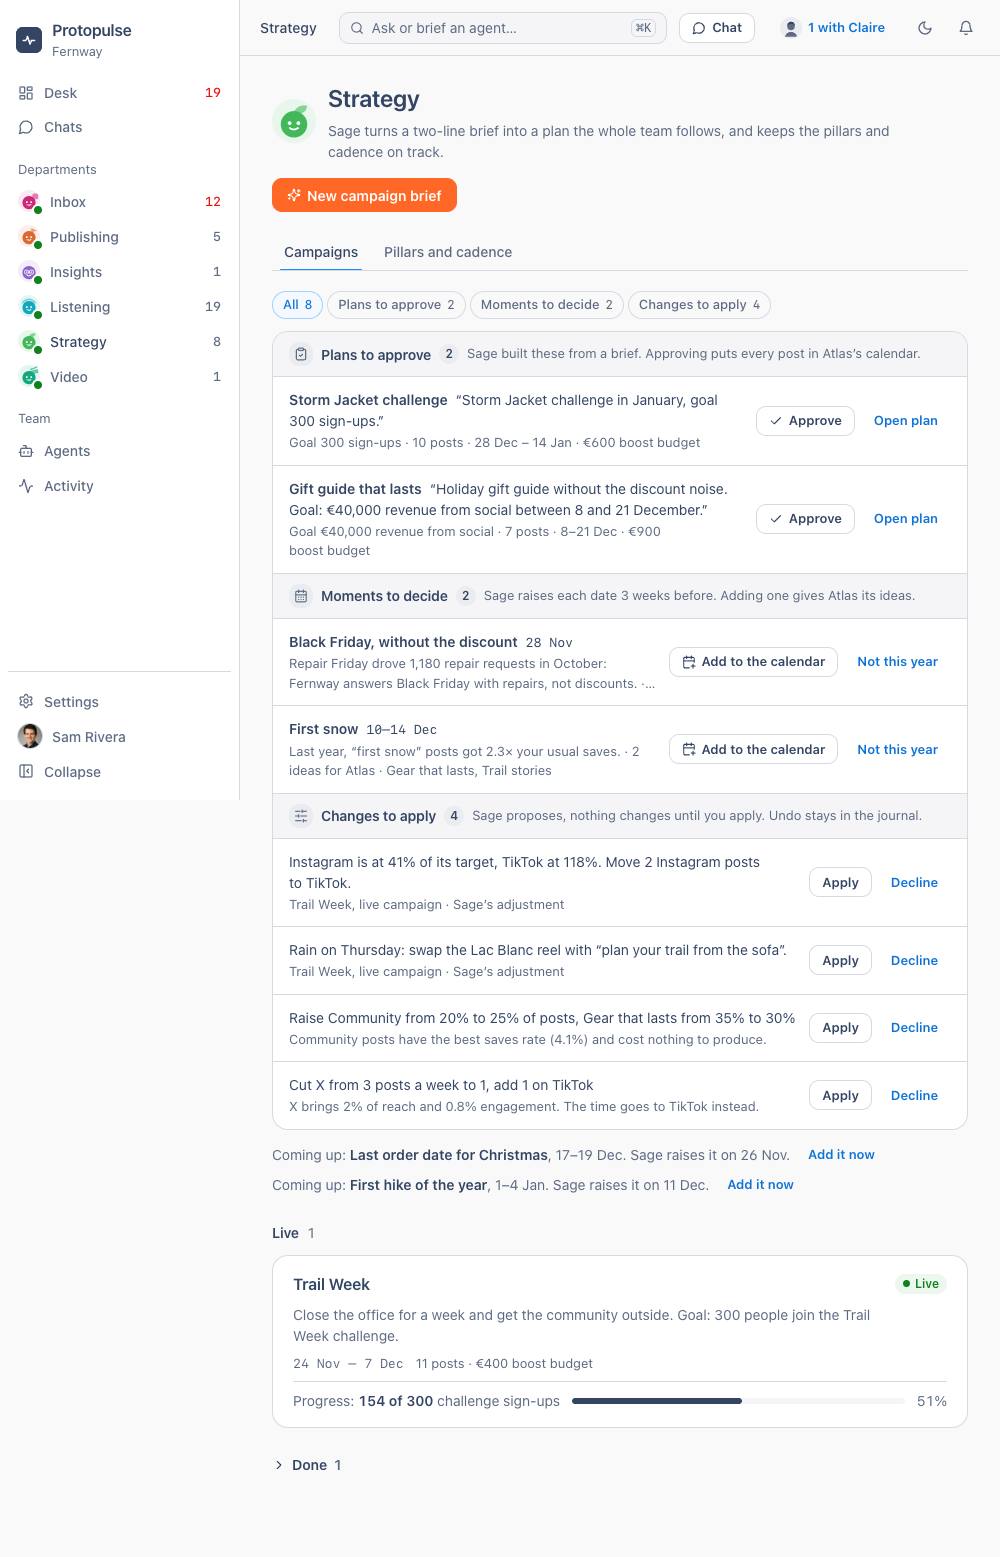 Protopulse
Fernway
Desk 19
Chats
Departments
Inbox 12
Publishing 5
Insights 1
Listening 19
Strategy 8
Video 1
Team
Agents
Activity
Settings
Sam Rivera
Collapse
Strategy
Ask or brief an agent...
⌘K
Chat
1 with Claire
Strategy
Sage turns a two-line brief into a plan the whole team follows, and keeps the pillars and
cadence on track.
New campaign brief
Campaigns
Pillars and cadence
All 8
Plans to approve 2
Moments to decide 2
Changes to apply 4
Plans to approve 2 Sage built these from a brief. Approving puts every post in Atlas's calendar.
Storm Jacket challenge “Storm Jacket challenge in January, goal
300 sign-ups.”
Goal 300 sign-ups · 10 posts · 28 Dec – 14 Jan · €600 boost budget
Approve
Open plan
Gift guide that lasts “Holiday gift guide without the discount noise.
Goal: €40,000 revenue from social between 8 and 21 December.”
Goal €40,000 revenue from social · 7 posts · 8–21 Dec · €900
boost budget
Approve
Open plan
Moments to decide 2 Sage raises each date 3 weeks before. Adding one gives Atlas its ideas.
Black Friday, without the discount 28 Nov
Repair Friday drove 1,180 repair requests in October:
Fernway answers Black Friday with repairs, not discounts. ·...
Add to the calendar
Not this year
First snow 10–14 Dec
Last year, “first snow” posts got 2.3× your usual saves. · 2
ideas for Atlas · Gear that lasts, Trail stories
Add to the calendar
Not this year
Changes to apply 4 Sage proposes, nothing changes until you apply. Undo stays in the journal.
Instagram is at 41% of its target, TikTok at 118%. Move 2 Instagram posts
to TikTok.
Trail Week, live campaign · Sage's adjustment
Apply
Decline
Rain on Thursday: swap the Lac Blanc reel with “plan your trail from the sofa”.
Trail Week, live campaign · Sage's adjustment
Apply
Decline
Raise Community from 20% to 25% of posts, Gear that lasts from 35% to 30%
Community posts have the best saves rate (4.1%) and cost nothing to produce.
Apply
Decline
Cut X from 3 posts a week to 1, add 1 on TikTok
X brings 2% of reach and 0.8% engagement. The time goes to TikTok instead.
Apply
Decline
Coming up: Last order date for Christmas, 17–19 Dec. Sage raises it on 26 Nov. Add it now
Coming up: First hike of the year, 1–4 Jan. Sage raises it on 11 Dec. Add it now
Live 1
Trail Week
Live
Close the office for a week and get the community outside. Goal: 300 people join the Trail
Week challenge.
24 Nov – 7 Dec 11 posts · €400 boost budget
Progress: 154 of 300 challenge sign-ups 51%
Done 1